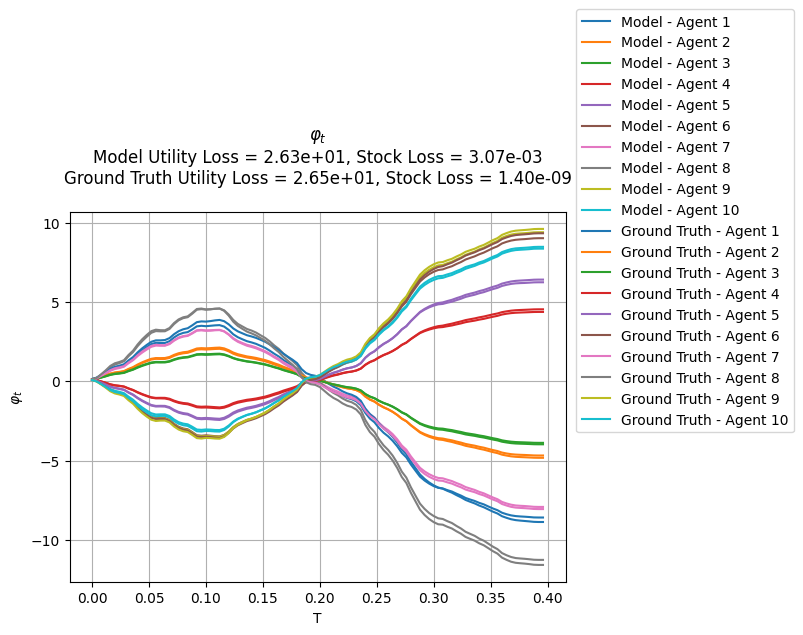 φt
Model Utility Loss = 2.63e+01, Stock Loss = 3.07e-03
Ground Truth Utility Loss = 2.65e+01, Stock Loss = 1.40e-09
Model - Agent 1
Model - Agent 2
Model - Agent 3
Model - Agent 4
Model - Agent 5
Model - Agent 6
Model - Agent 7
Model - Agent 8
Model - Agent 9
Model - Agent 10
Ground Truth - Agent 1
Ground Truth - Agent 2
Ground Truth - Agent 3
Ground Truth - Agent 4
Ground Truth - Agent 5
Ground Truth - Agent 6
Ground Truth - Agent 7
Ground Truth - Agent 8
Ground Truth - Agent 9
Ground Truth - Agent 10
10
5
0
−5
−10
φt
0.00 0.05 0.10 0.15 0.20 0.25 0.30 0.35 0.40
T